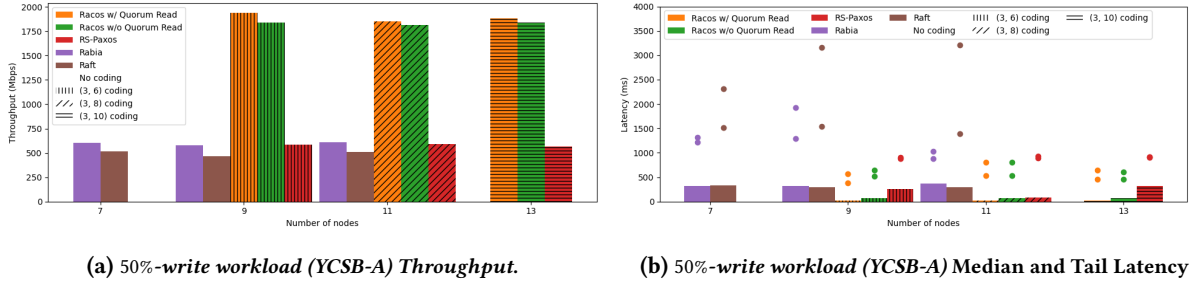 2000
1750
1500
1250
1000
750
500
250
0
Throughput (Mbps)
Racos w/ Quorum Read
Racos w/o Quorum Read
RS-Paxos
Rabia
Raft
No coding
(3, 6) coding
(3, 8) coding
(3, 10) coding
7
9
11
13
Number of nodes
(a) 50%-write workload (YCSB-A) Throughput.
4000
3500
3000
2500
2000
1500
1000
500
0
Latency (ms)
Racos w/ Quorum Read
Racos w/o Quorum Read
RS-Paxos
Rabia
Raft
No coding
(3, 6) coding
(3, 8) coding
(3, 10) coding
7
9
11
13
Number of nodes
(b) 50%-write workload (YCSB-A) Median and Tail Latency